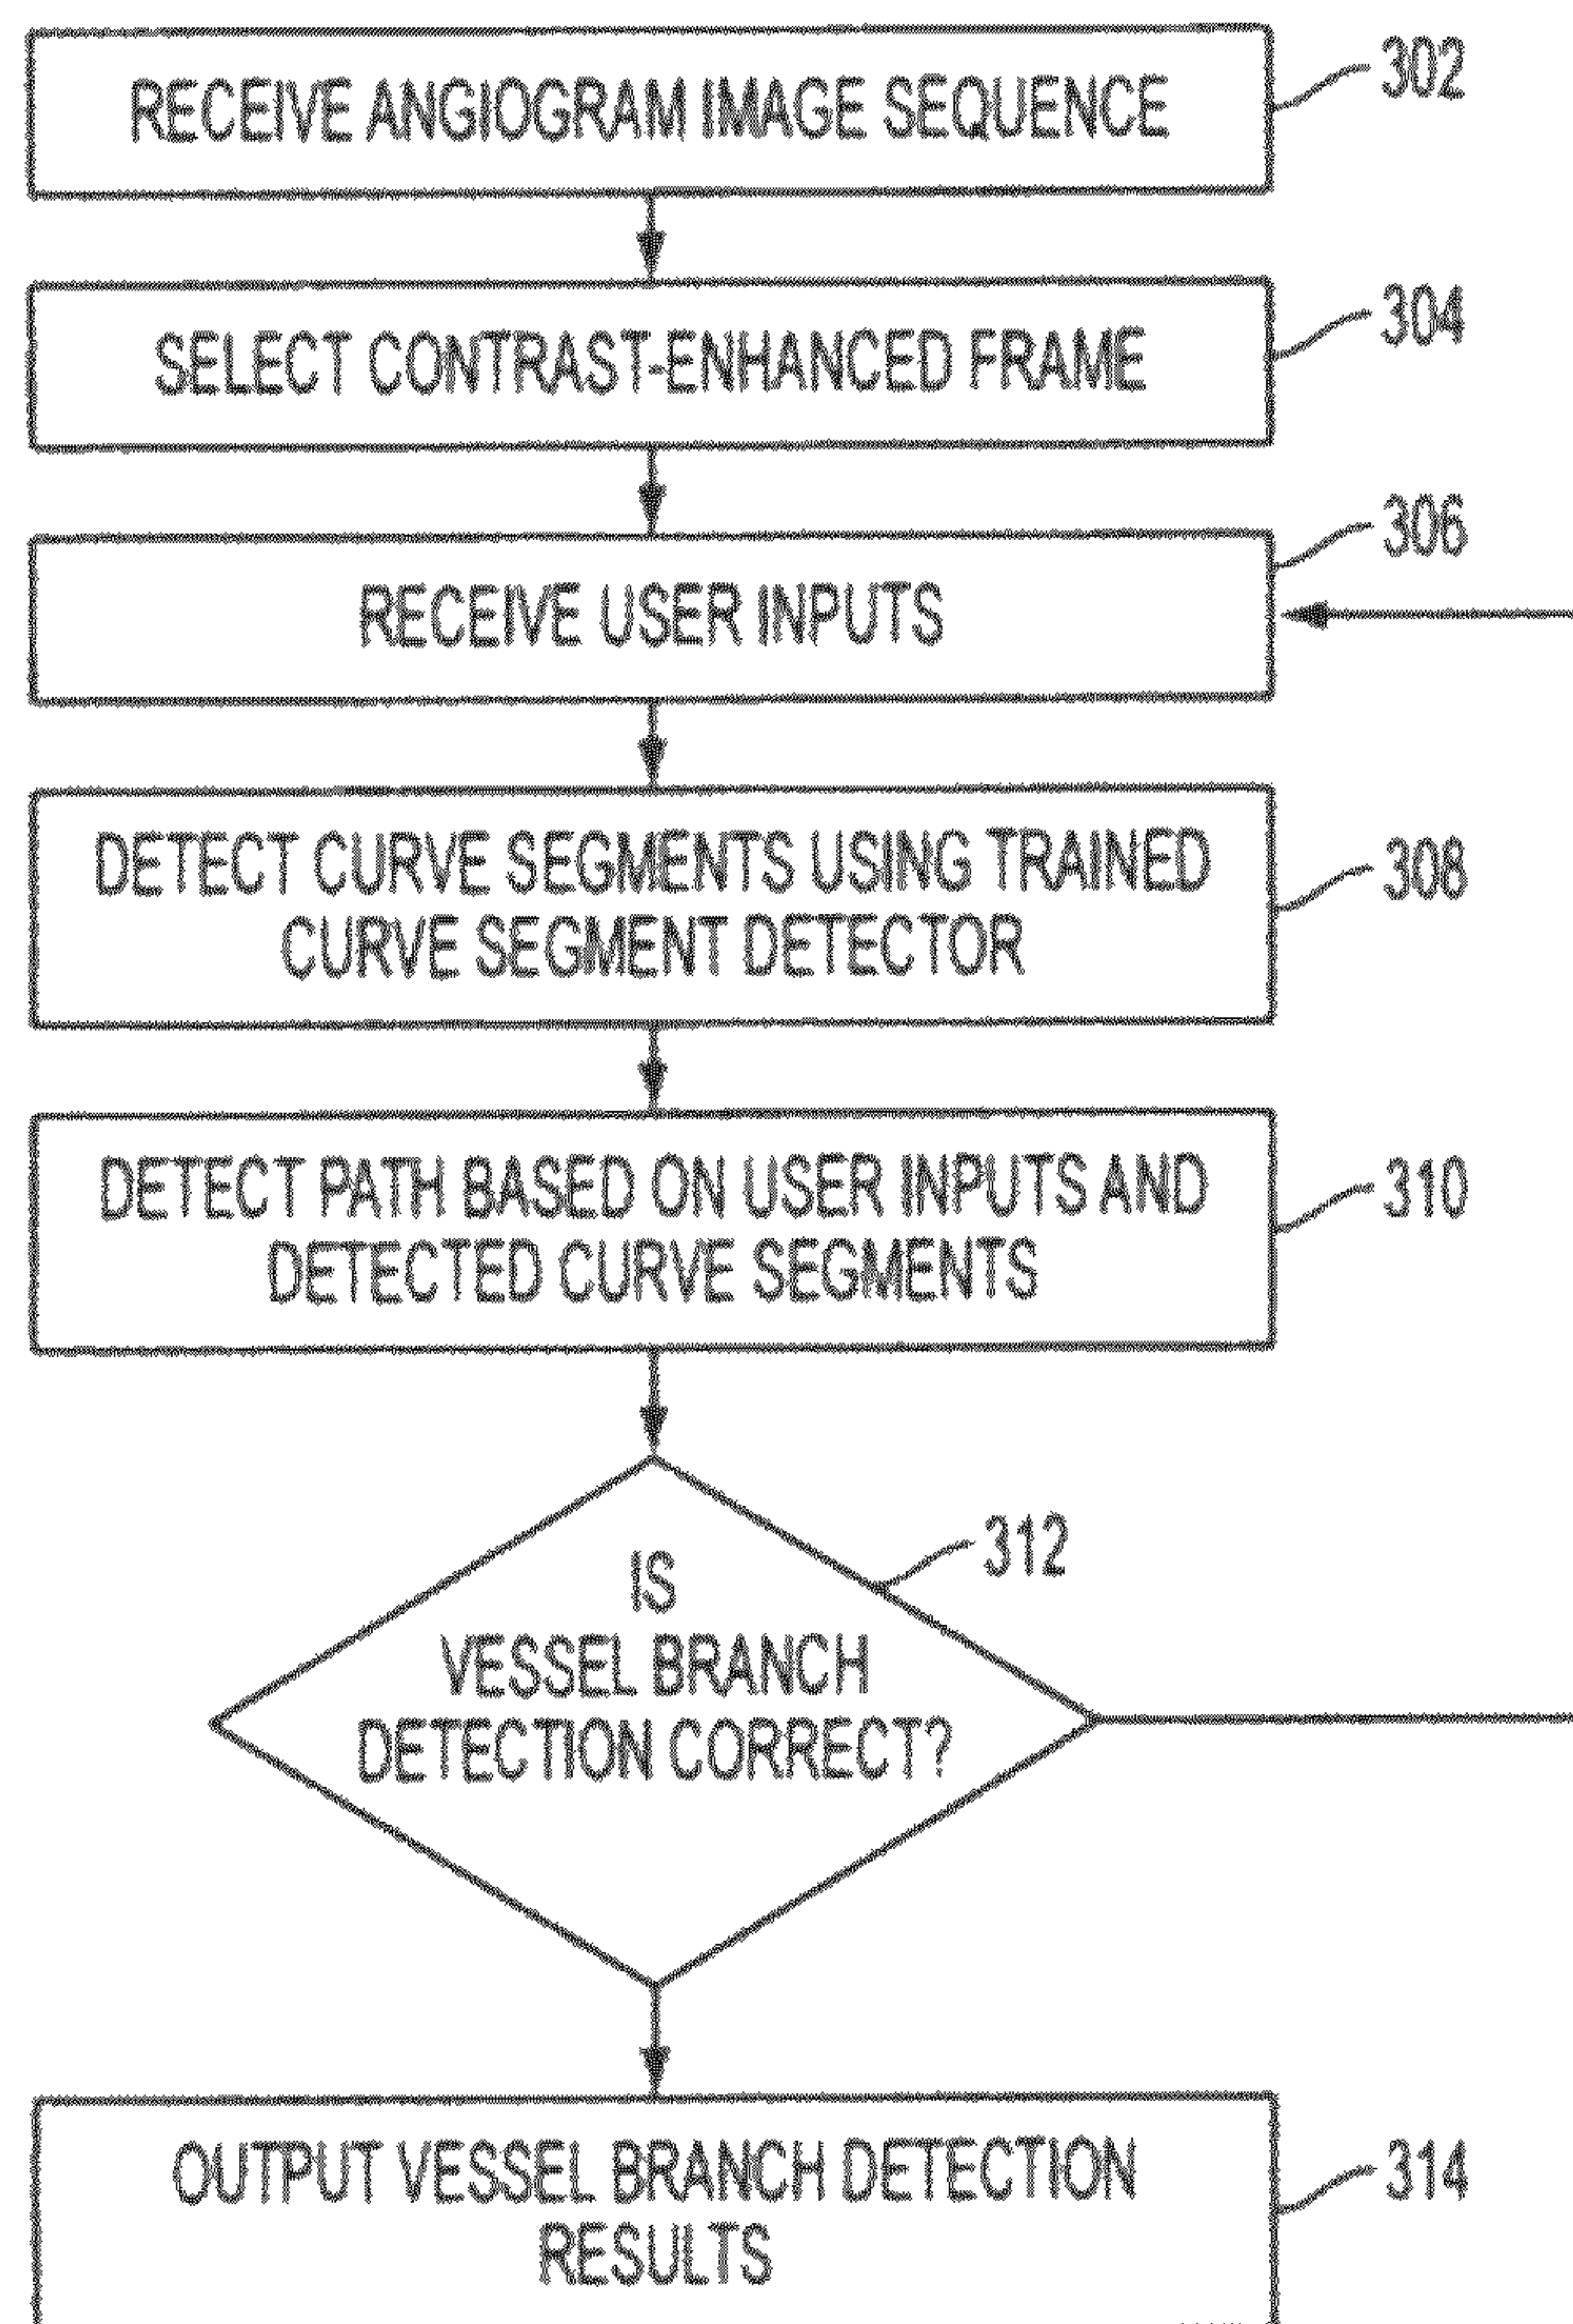 RECEIVE ANGIOGRAM IMAGE SEQUENCE
302
SELECT CONTRAST-ENHANCED FRAME
304
306
RECEIVE USER INPUTS
DETECT CURVE SEGMENTS USING TRAINED
CURVE SEGMENT DETECTOR
308
DETECT PATH BASED ON USER INPUTS AND
DETECTED CURVE SEGMENTS
310
312
IS
VESSEL BRANCH
DETECTION CORRECT?
OUTPUT VESSEL BRANCH DETECTION
RESULTS
314